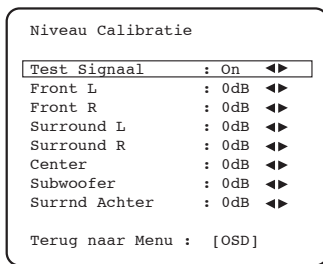 Niveau Calibratie
Test Signaal : On ◄►
Front L : 0dB ◄►
Front R : 0dB ◄►
Surround L : 0dB ◄►
Surround R : 0dB ◄►
Center : 0dB ◄►
Subwoofer : 0dB ◄►
Surrnd Achter : 0dB ◄►
Terug naar Menu : [OSD]